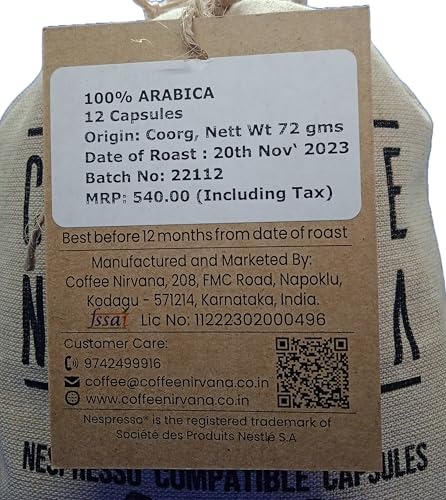 100% ARABICA
12 Capsules
Origin: Coorg, Nett Wt 72 gms
Date of Roast : 20th Nov' 2023
Batch No: 22112
MRP: 540.00 (Including Tax)
Best before 12 months from date of roast
Manufactured and Marketed By:
Coffee Nirvana, 208, FMC Road, Napoklu,
Kodagu - 571214, Karnataka, India.
fssai Lic No: 11222302000496
Customer Care:
9742499916
coffee@coffeenirvana.co.in
www.coffeenirvana.co.in
Nespresso® is the registered trademark of
Société des Produits Nestlé S.A
NESPRESSO COMPATIBLE CAPSULES